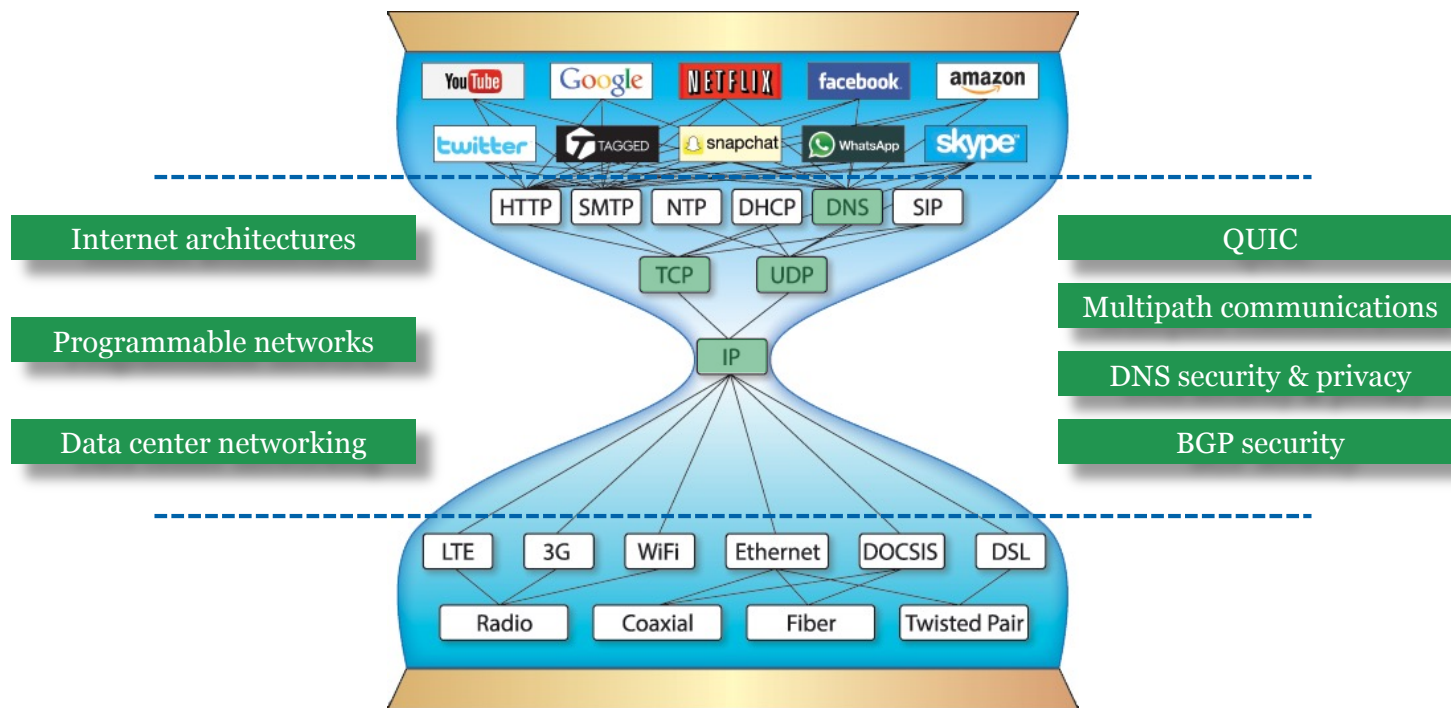 YouTube
Google
NETFLIX
facebook
amazon
twitter
TAGGED
snapchat
WhatsApp
skype
HTTP
SMTP
NTP
DHCP
DNS
SIP
Internet architectures
QUIC
TCP
UDP
Multipath communications
Programmable networks
IP
DNS security & privacy
Data center networking
BGP security
LTE
3G
WiFi
Ethernet
DOCSIS
DSL
Radio
Coaxial
Fiber
Twisted Pair